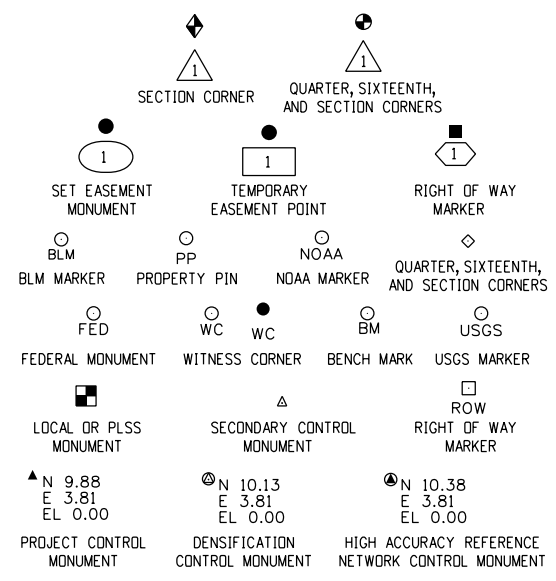 1
1
SECTION CORNER
QUARTER, SIXTEENTH,
AND SECTION CORNERS
1
1
1
SET EASEMENT
MONUMENT
TEMPORARY
EASEMENT POINT
RIGHT OF WAY
MARKER
BLM
PP
NOAA
BLM MARKER
PROPERTY PIN
NOAA MARKER
QUARTER, SIXTEENTH,
AND SECTION CORNERS
FED
WC
WC
BM
USGS
FEDERAL MONUMENT
WITNESS CORNER
BENCH MARK
USGS MARKER
ROW
LOCAL OR PLSS
MONUMENT
SECONDARY CONTROL
MONUMENT
RIGHT OF WAY
MARKER
N 9.88
E 3.81
EL 0.00
N 10.13
E 3.81
EL 0.00
N 10.38
E 3.81
EL 0.00
PROJECT CONTROL
MONUMENT
DENSIFICATION
CONTROL MONUMENT
HIGH ACCURACY REFERENCE
NETWORK CONTROL MONUMENT